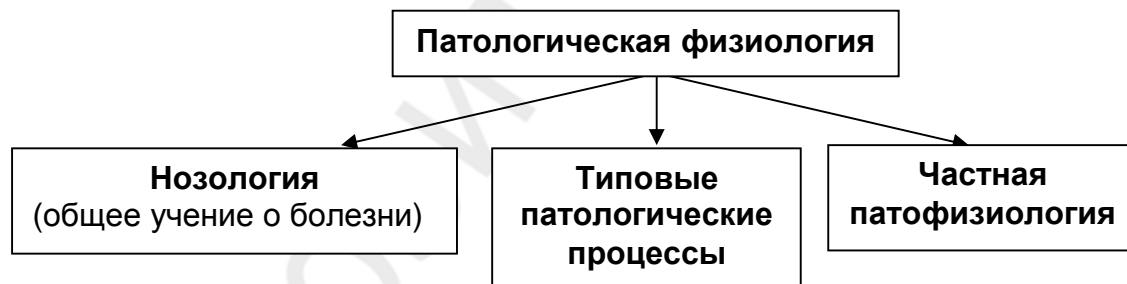 Патологическая физиология
Нозология
(общее учение о болезни)
Типовые
патологические
процессы
Частная
патофизиология